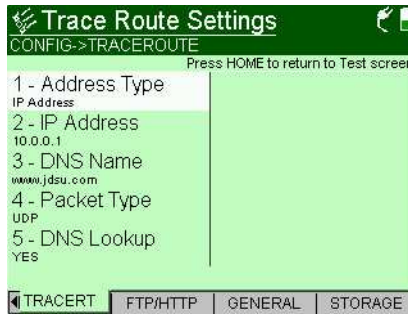 Trace Route Settings
CONFIG->TRACEROUTE
Press HOME to return to Test screen
1 - Address Type
IP Address
2 - IP Address
10.0.0.1
3 - DNS Name
www.jdsu.com
4 - Packet Type
UDP
5 - DNS Lookup
YES
TRACERT FTP/HTTP GENERAL STORAGE